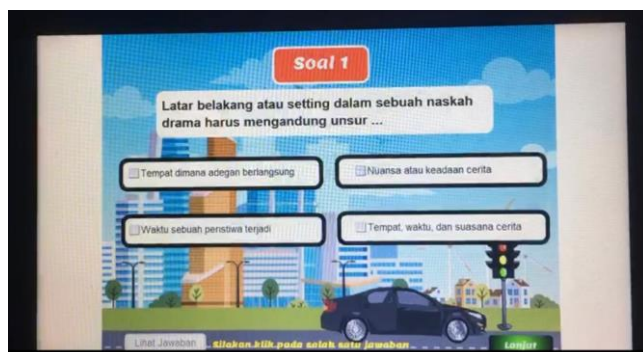 Soal 1
Latar belakang atau setting dalam sebuah naskah
drama harus mengandung unsur ...
Tempat dimana adegan berlangsung
Nuansa atau keadaan cerita
Waktu sebuah peristiwa terjadi
Tempat, waktu, dan suasana cerita
Lihat Jawaban
Silakan klik pada salah satu jawaban
Lanjut